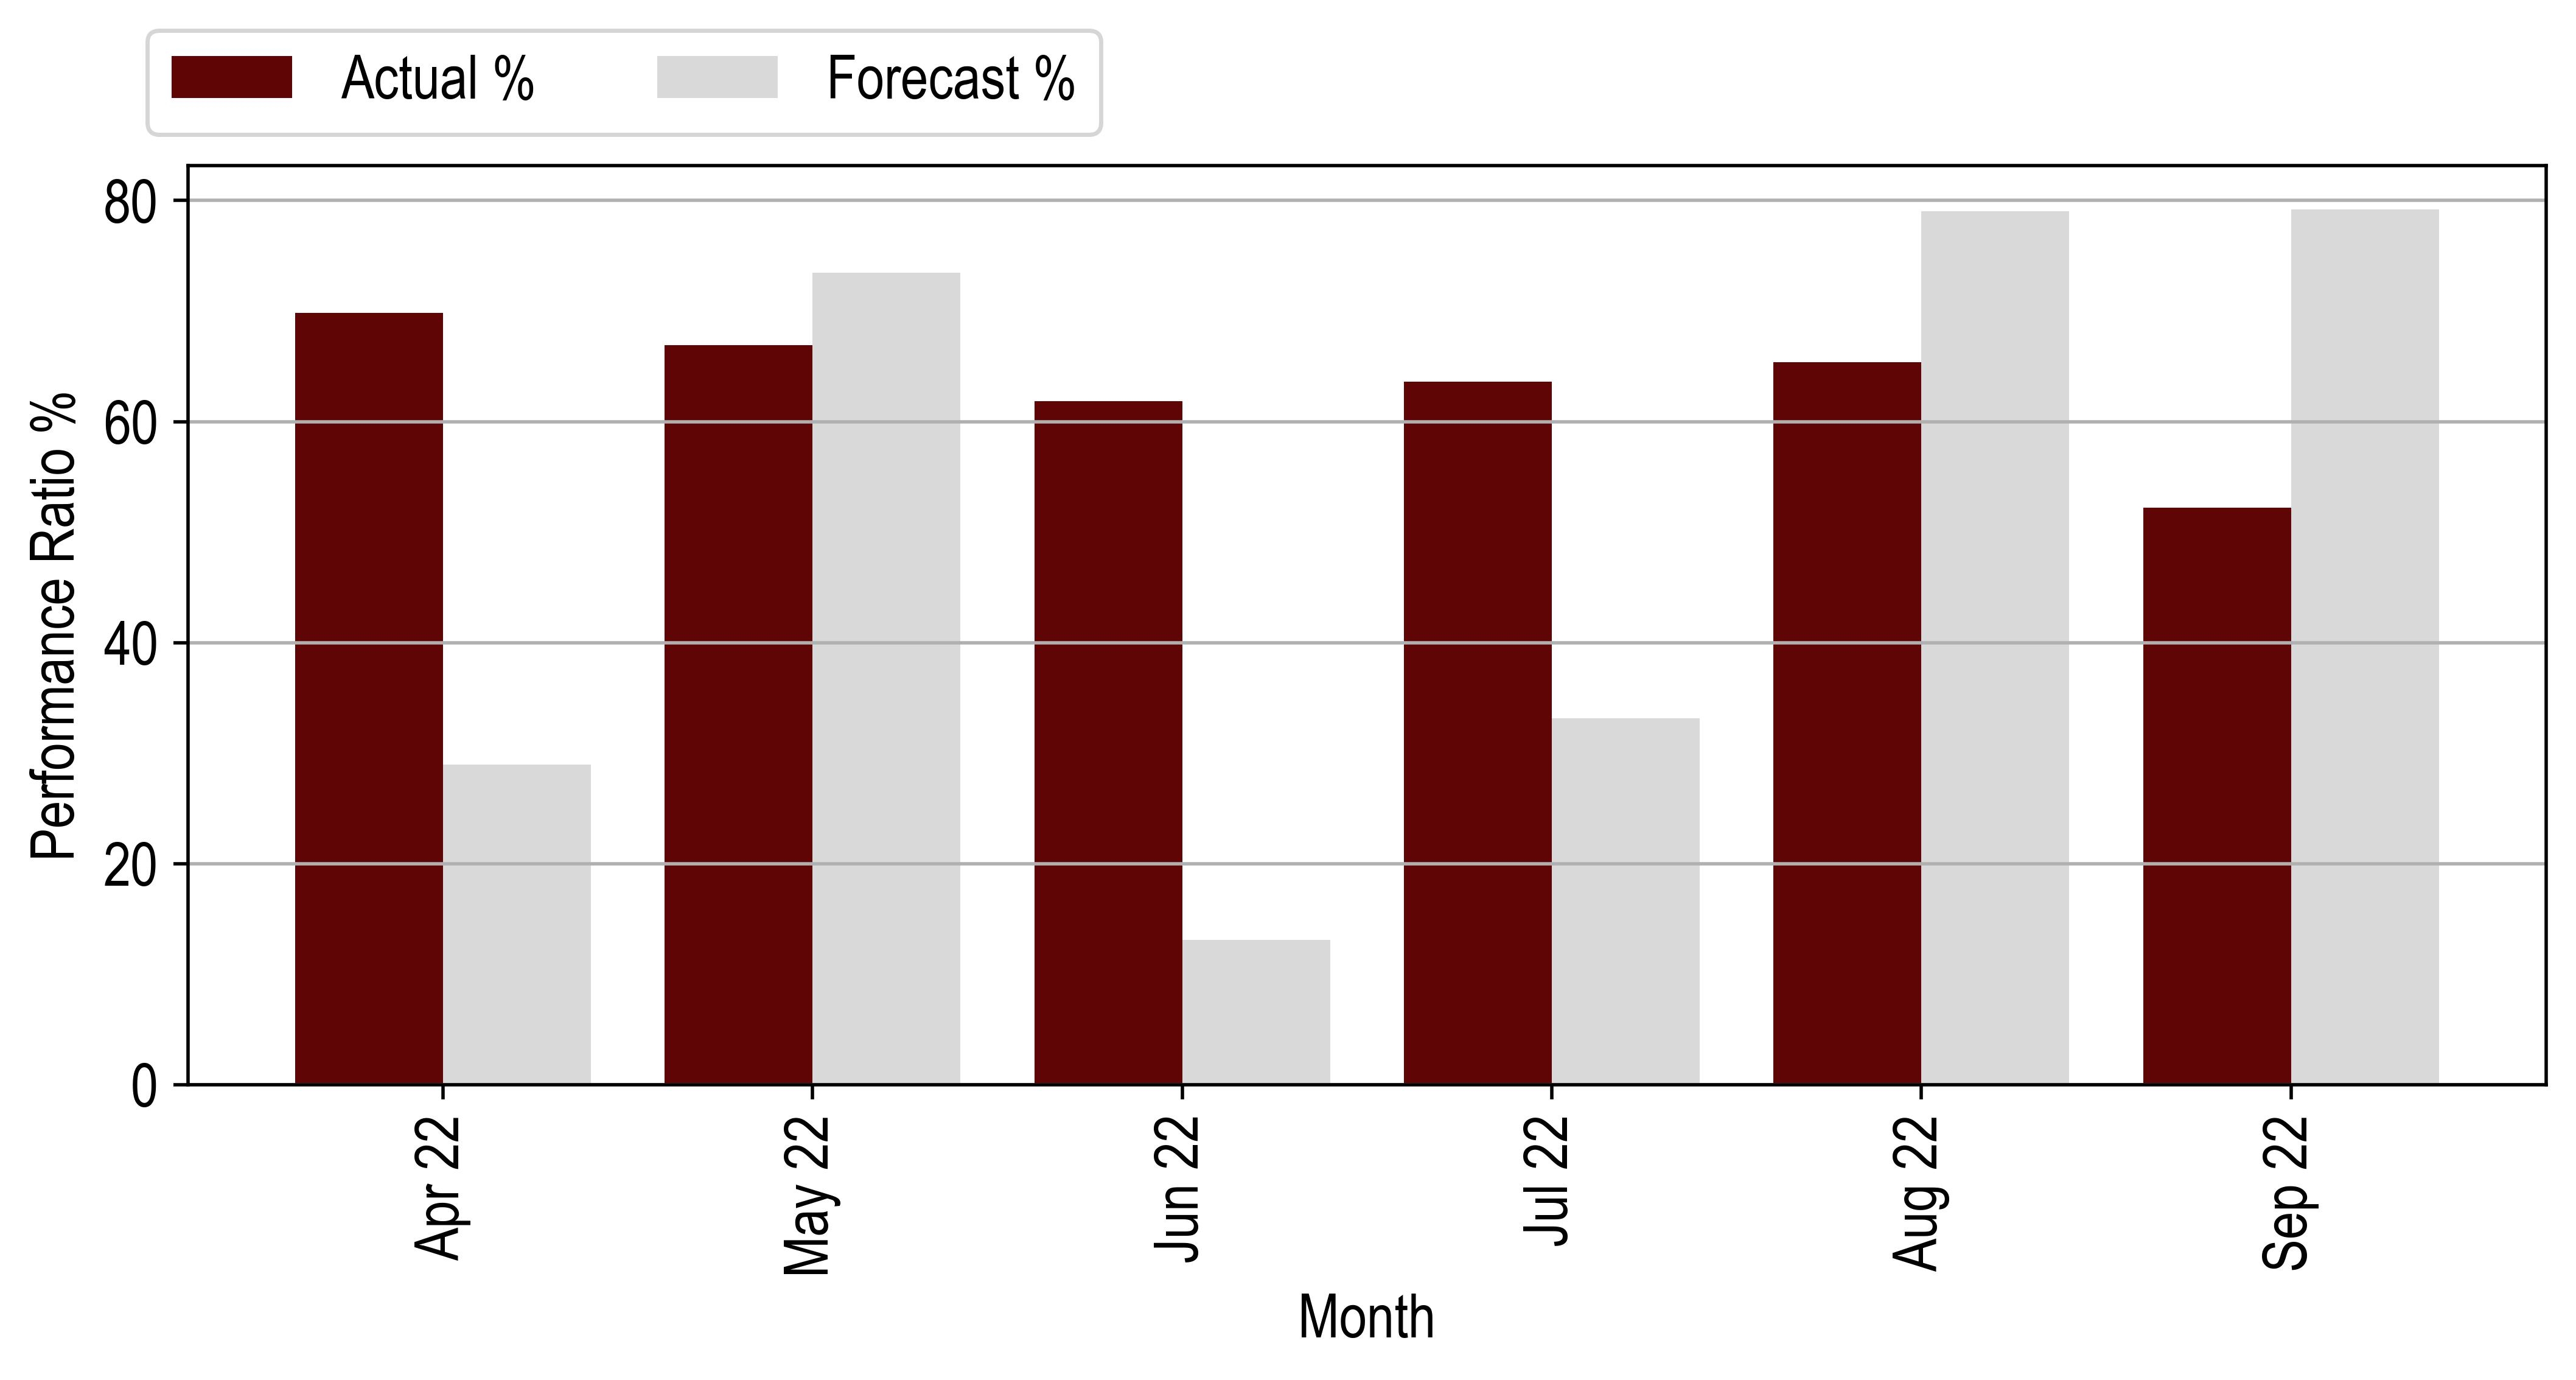 Actual %
Forecast %
Performance Ratio %
80
60
40
20
0
Apr 22
May 22
Jun 22
Jul 22
Aug 22
Sep 22
Month